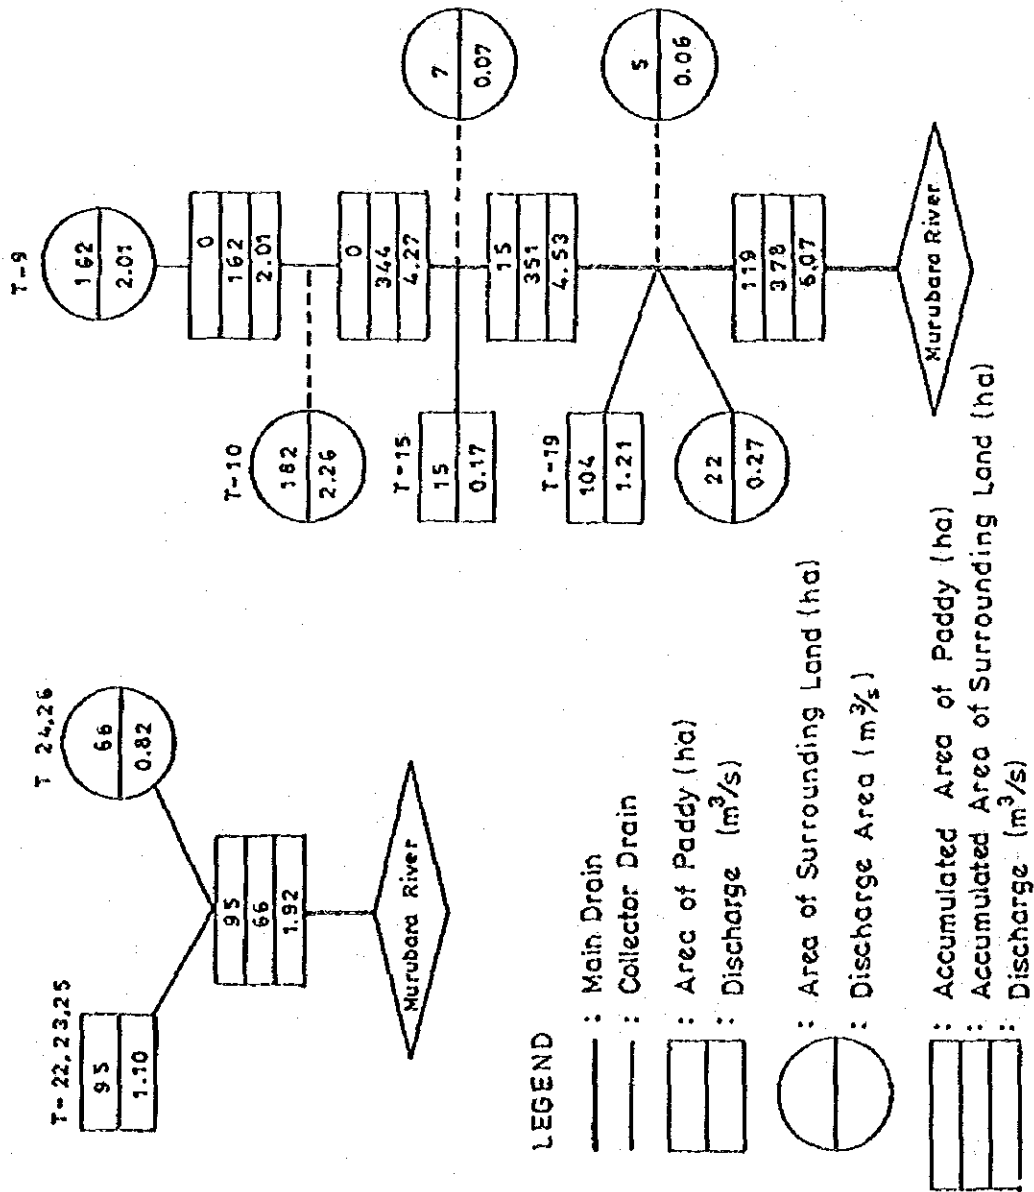 T-22,23,25
95
1.10
T 24,26
66
0.82
95
66
1.92
Murubara River
T-9
162
2.01
0
162
2.01
T-10
182
2.26
0
344
4.27
T-15
15
0.17
7
0.07
15
351
4.53
T-19
104
1.21
5
0.06
22
0.27
119
378
6.07
Murubara River
LEGEND
: Main Drain
: Collector Drain
: Area of Paddy (ha)
: Discharge (m³/s)
: Area of Surrounding Land (ha)
: Discharge Area (m³/s)
: Accumulated Area of Paddy (ha)
: Accumulated Area of Surrounding Land (ha)
: Discharge (m³/s)